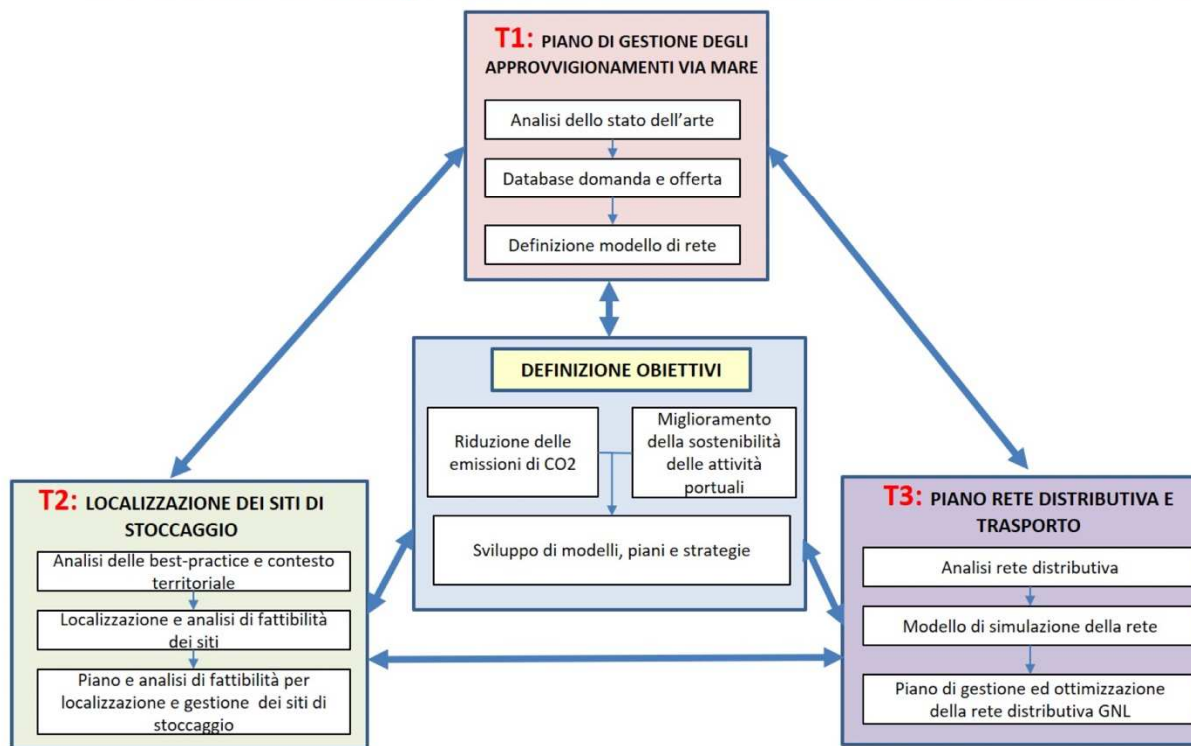 T1: PIANO DI GESTIONE DEGLI
APPROVVIGIONAMENTI VIA MARE
Analisi dello stato dell'arte
Database domanda e offerta
Definizione modello di rete
DEFINIZIONE OBIETTIVI
Riduzione delle
emissioni di CO2
Miglioramento
della sostenibilità
delle attività
portuali
Sviluppo di modelli, piani e strategie
T2: LOCALIZZAZIONE DEI SITI DI
STOCCAGGIO
Analisi delle best-practice e contesto
territoriale
Localizzazione e analisi di fattibilità
dei siti
Piano e analisi di fattibilità per
localizzazione e gestione dei siti di
stoccaggio
T3: PIANO RETE DISTRIBUTIVA E
TRASPORTO
Analisi rete distributiva
Modello di simulazione della rete
Piano di gestione ed ottimizzazione
della rete distributiva GNL